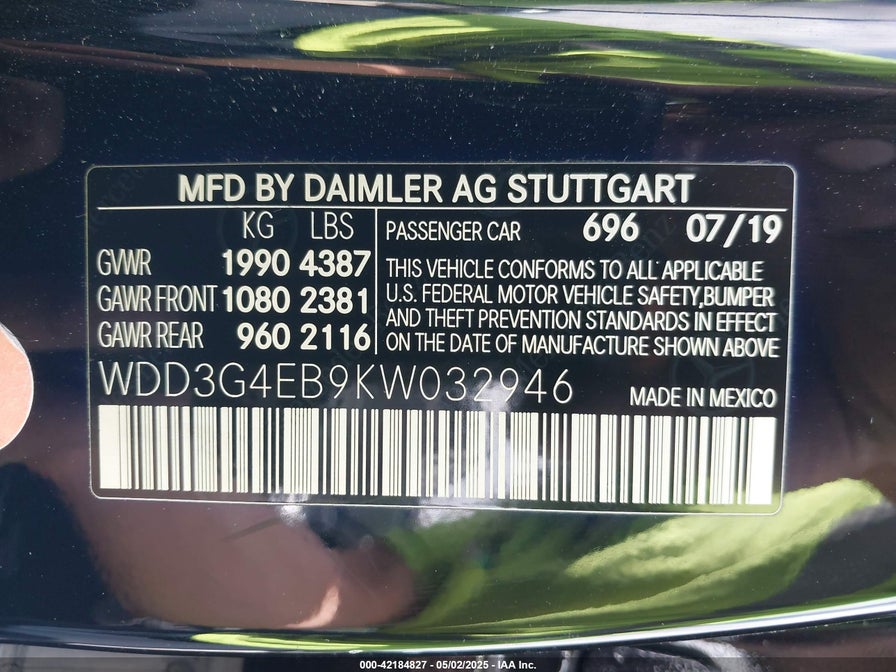 MFD BY DAIMLER AG STUTTGART
KG LBS
GVWR 1990 4387
GAWR FRONT 1080 2381
GAWR REAR 960 2116
PASSENGER CAR 696 07/19
THIS VEHICLE CONFORMS TO ALL APPLICABLE
U.S. FEDERAL MOTOR VEHICLE SAFETY,BUMPER
AND THEFT PREVENTION STANDARDS IN EFFECT
ON THE DATE OF MANUFACTURE SHOWN ABOVE
WDD3G4EB9KW032946
MADE IN MEXICO
000-42184827 - 05/02/2025 - IAA Inc.